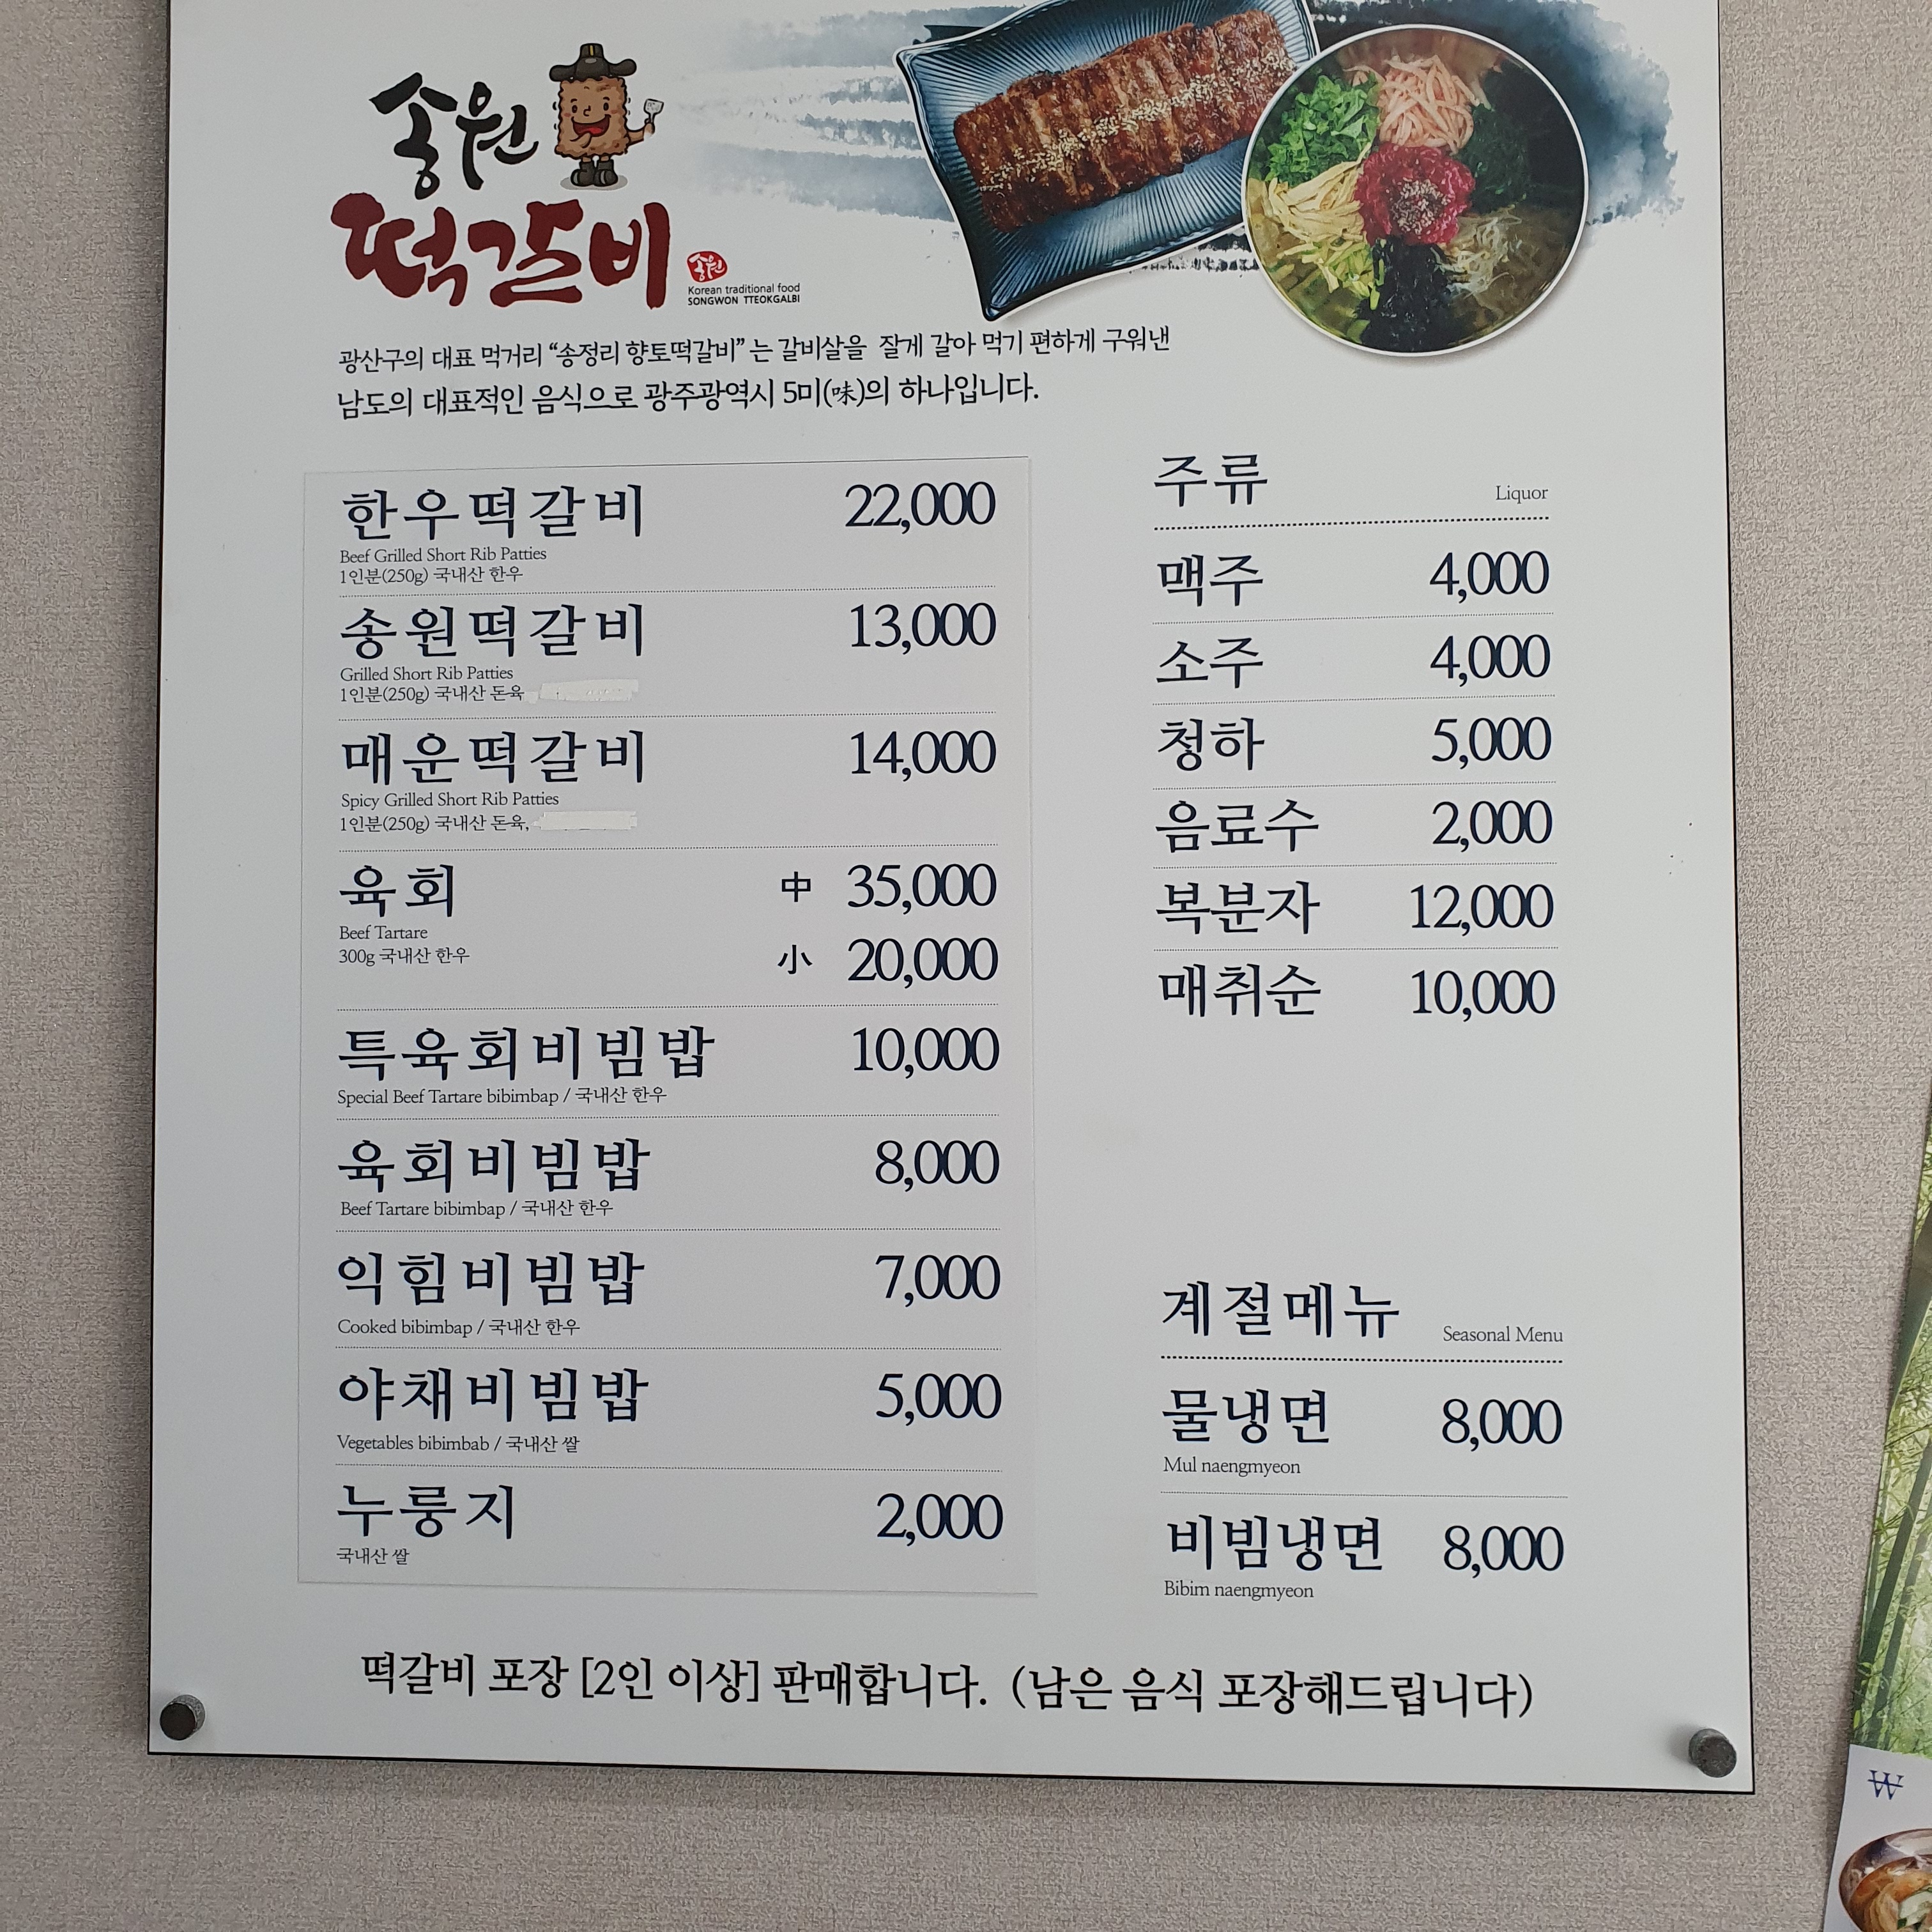 송원
떡갈비
송원
Korean traditional food
SONGWON TTEOKGALBI
광산구의 대표 먹거리 “송정리 향토떡갈비” 는 갈비살을 잘게 갈아 먹기 편하게 구워낸
남도의 대표적인 음식으로 광주광역시 5미(味)의 하나입니다.
한우떡갈비 22,000
Beef Grilled Short Rib Patties
1인분(250g) 국내산 한우
송원떡갈비 13,000
Grilled Short Rib Patties
1인분(250g) 국내산 돈육
매운떡갈비 14,000
Spicy Grilled Short Rib Patties
1인분(250g) 국내산 돈육,
육회 中 35,000
Beef Tartare
300g 국내산 한우
小 20,000
특육회비빔밥 10,000
Special Beef Tartare bibimbap / 국내산 한우
육회비빔밥 8,000
Beef Tartare bibimbap / 국내산 한우
익힘비빔밥 7,000
Cooked bibimbap / 국내산 한우
야채비빔밥 5,000
Vegetables bibimbab / 국내산 쌀
누룽지 2,000
국내산 쌀
주류 Liquor
맥주 4,000
소주 4,000
청하 5,000
음료수 2,000
복분자 12,000
매취순 10,000
계절메뉴 Seasonal Menu
물냉면 8,000
Mul naengmyeon
비빔냉면 8,000
Bibim naengmyeon
떡갈비 포장 [2인 이상] 판매합니다. (남은 음식 포장해드립니다)
₩